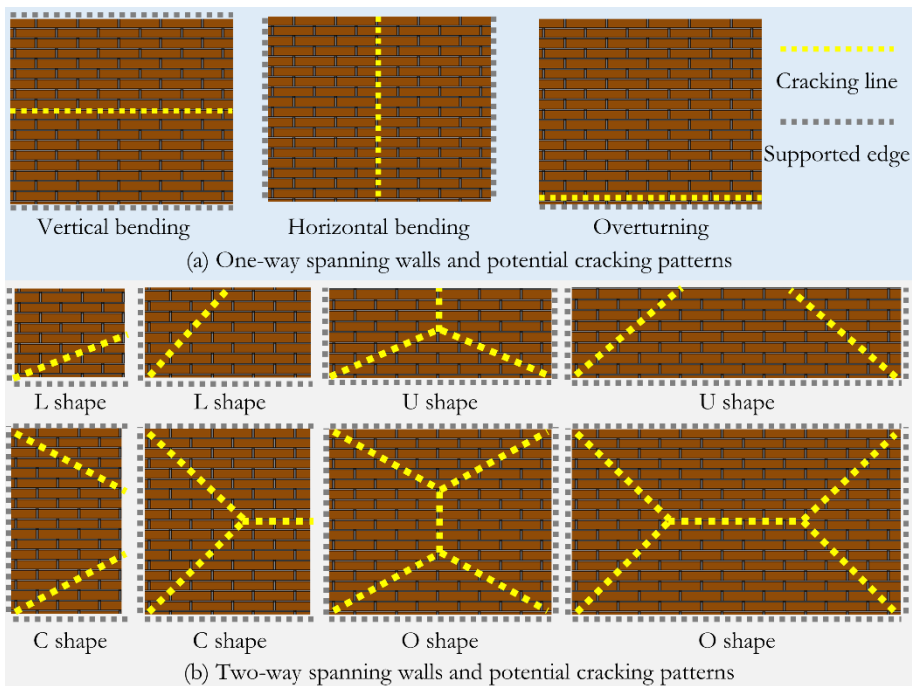 Cracking line
Supported edge
Vertical bending
Horizontal bending
Overturning
(a) One-way spanning walls and potential cracking patterns
L shape
L shape
U shape
U shape
C shape
C shape
O shape
O shape
(b) Two-way spanning walls and potential cracking patterns